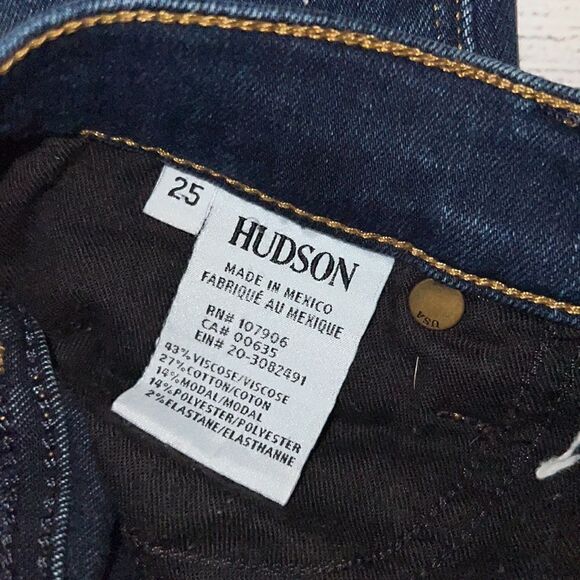 25
HUDSON
MADE IN MEXICO
FABRIQUÉ AU MEXIQUE
RN# 107906
CA# 00635
EIN# 20-3082491
43% VISCOSE/VISCOSE
27% COTTON/COTON
14% MODAL/MODAL
14% POLYESTER/POLYESTER
2% ELASTANE/ELASTHANNE
USA